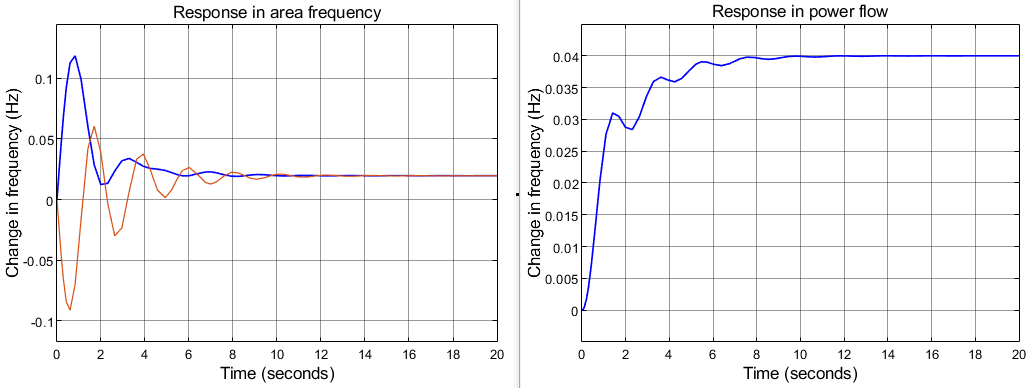 Response in area frequency
Change in frequency (Hz)
0.1
0.05
0
-0.05
-0.1
0 2 4 6 8 10 12 14 16 18 20
Time (seconds)
Response in power flow
Change in frequency (Hz)
0.04
0.035
0.03
0.025
0.02
0.015
0.01
0.005
0
0 2 4 6 8 10 12 14 16 18 20
Time (seconds)